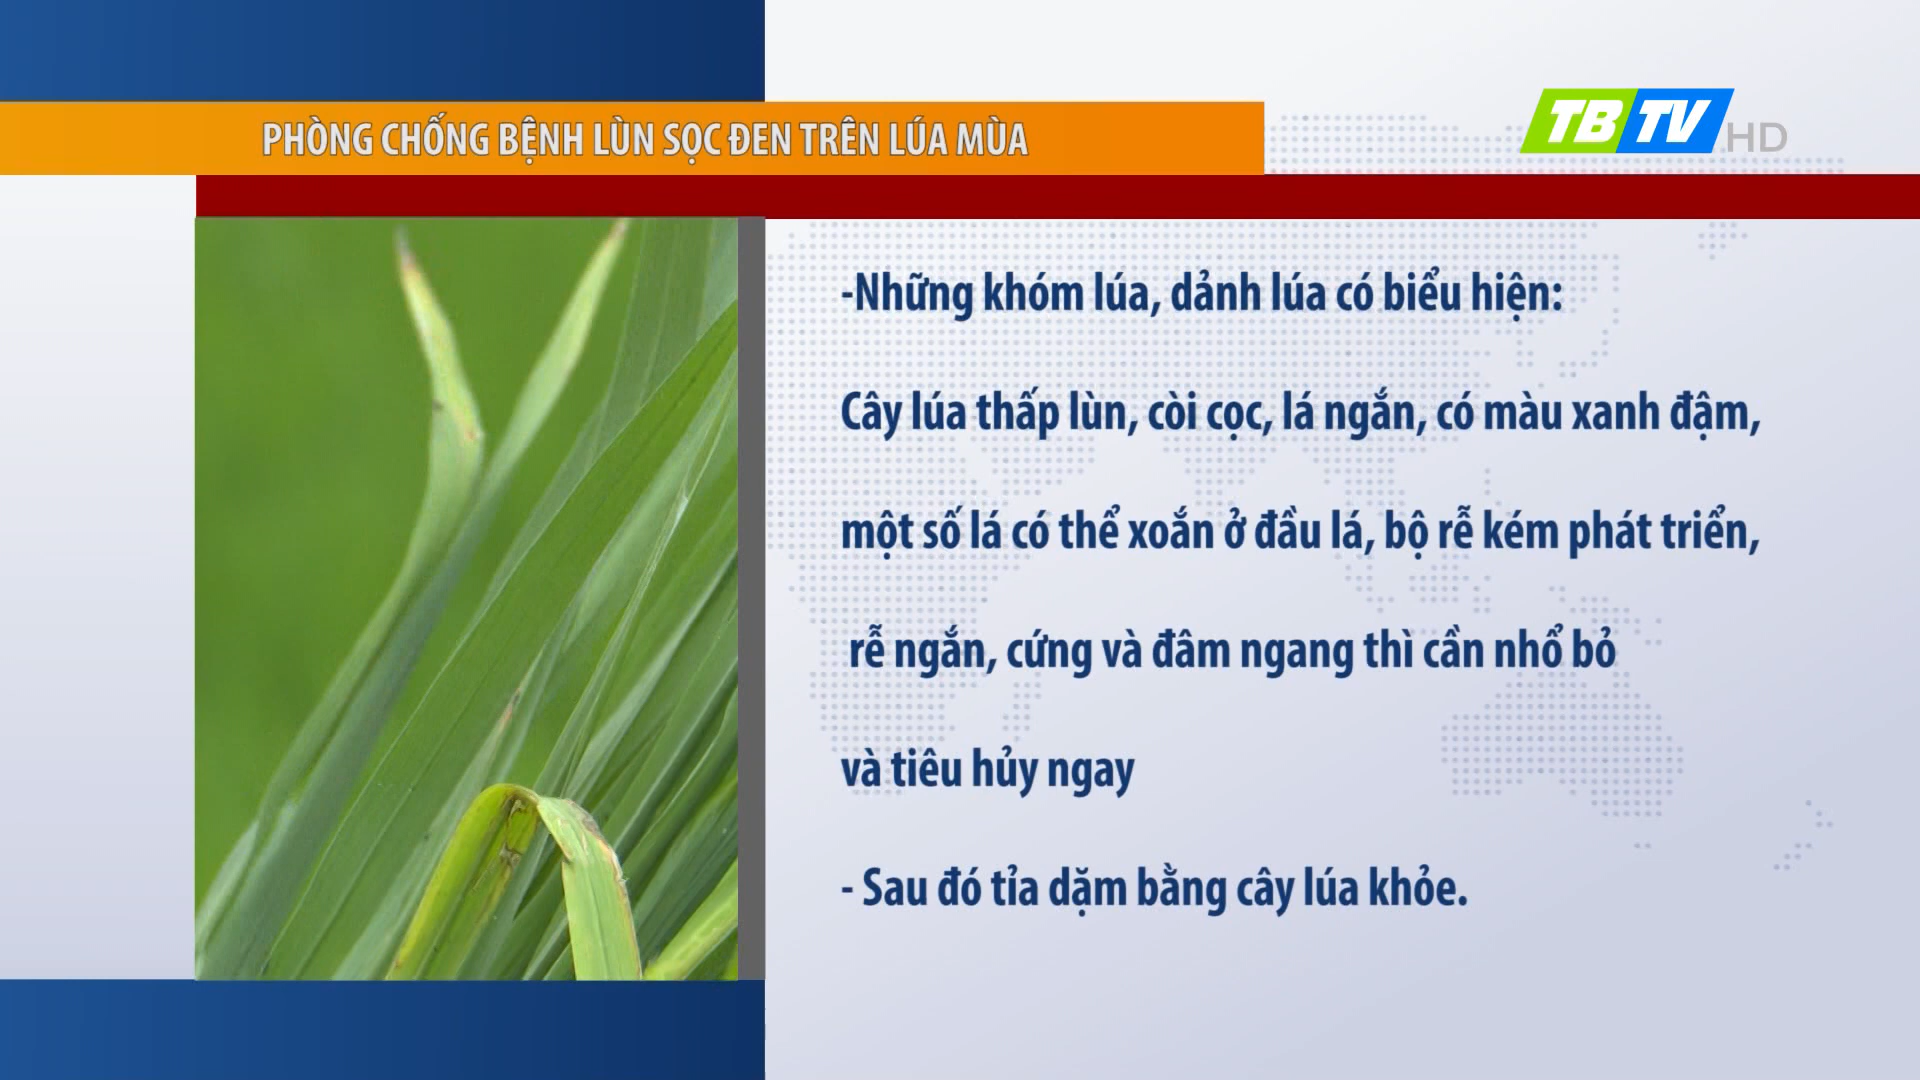 PHÒNG CHỐNG BỆNH LÙN SỌC ĐEN TRÊN LÚA MÙA
TBTV HD
-Những khóm lúa, dảnh lúa có biểu hiện:
Cây lúa thấp lùn, còi cọc, lá ngắn, có màu xanh đậm,
một số lá có thể xoắn ở đầu lá, bộ rễ kém phát triển,
rễ ngắn, cứng và đâm ngang thì cần nhổ bỏ
và tiêu hủy ngay
- Sau đó tỉa dặm bằng cây lúa khỏe.